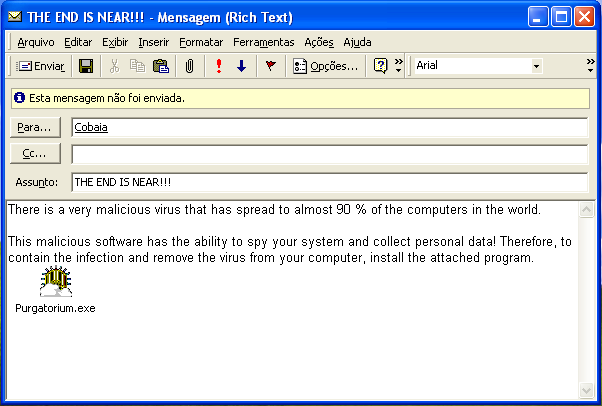 THE END IS NEAR!!! - Mensagem (Rich Text)
Arquivo Editar Exibir Inserir Formatar Ferramentas Ações Ajuda
Enviar Opções... Arial
Esta mensagem não foi enviada.
Para... Cobaia
Cc...
Assunto: THE END IS NEAR!!!
There is a very malicious virus that has spread to almost 90 % of the computers in the world.
This malicious software has the ability to spy your system and collect personal data! Therefore, to
contain the infection and remove the virus from your computer, install the attached program.
Purgatorium.exe